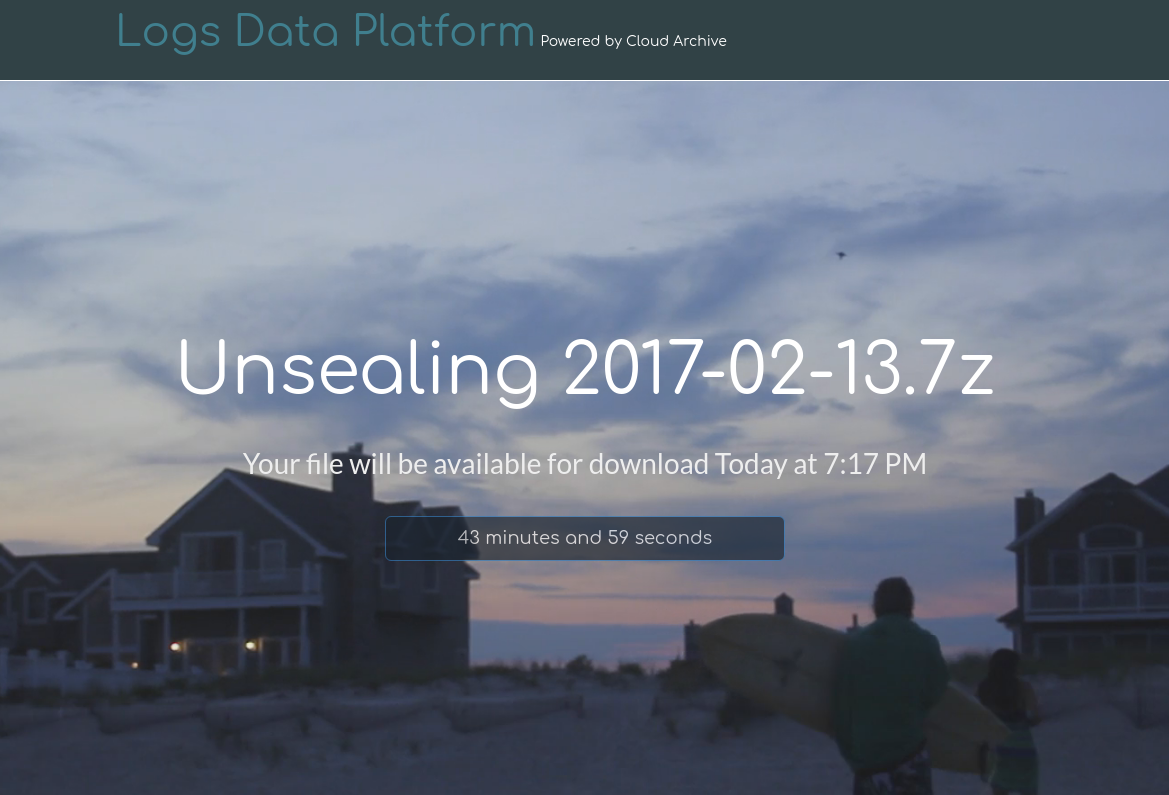 Logs Data Platform Powered by Cloud Archive
Unsealing 2017-02-13.7z
Your file will be available for download Today at 7:17 PM
43 minutes and 59 seconds